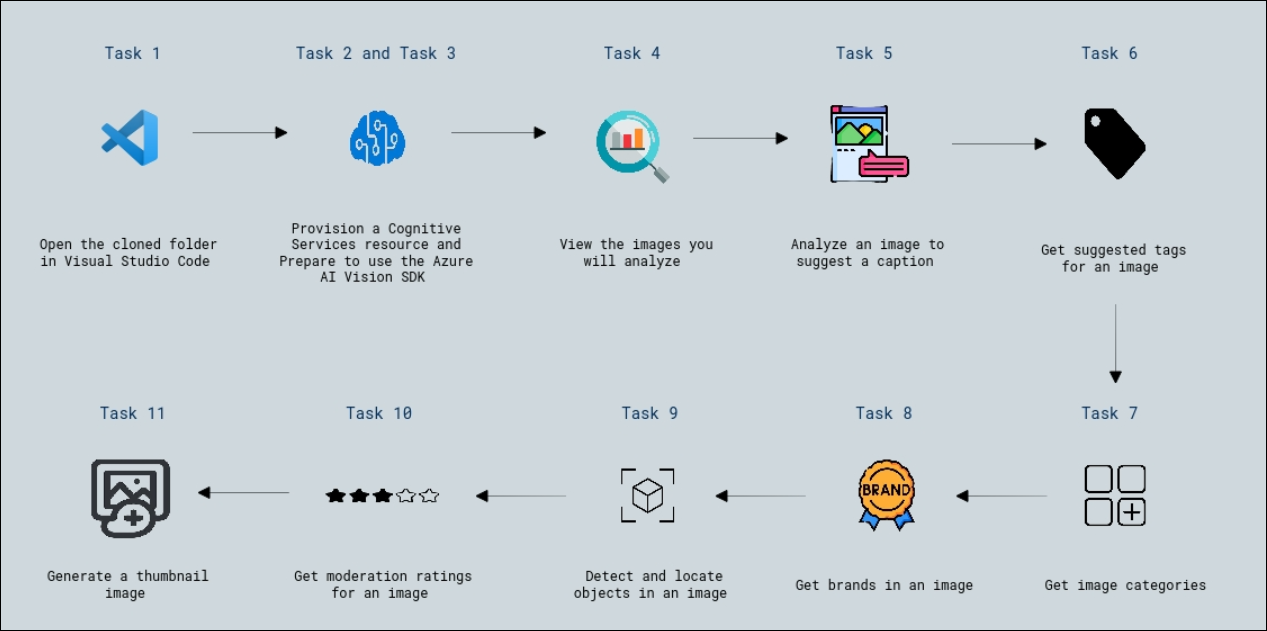 Task 1
Task 2 and Task 3
Task 4
Task 5
Task 6
Open the cloned folder
in Visual Studio Code
Provision a Cognitive
Services resource and
Prepare to use the Azure
AI Vision SDK
View the images you
will analyze
Analyze an image to
suggest a caption
Get suggested tags
for an image
Task 7
Task 8
Task 9
Task 10
Task 11
BRAND
Get image categories
Get brands in an image
Detect and locate
objects in an image
Get moderation ratings
for an image
Generate a thumbnail
image